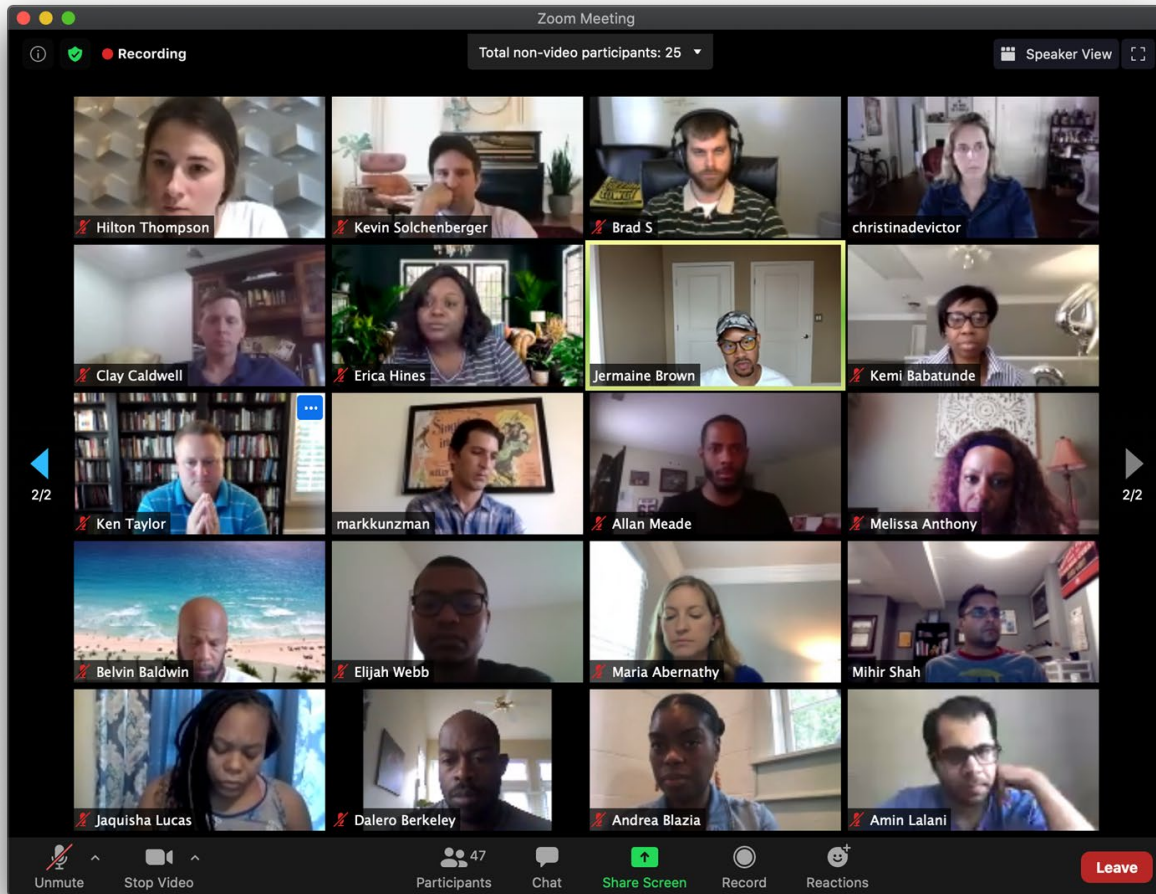 Zoom Meeting
Recording
Total non-video participants: 25
Speaker View
Hilton Thompson
Kevin Solchenberger
Brad S
christinadevictor
Clay Caldwell
Erica Hines
Jermaine Brown
Kemi Babatunde
Ken Taylor
markkunzman
Allan Meade
Melissa Anthony
2/2
2/2
Belvin Baldwin
Elijah Webb
Maria Abernathy
Mihir Shah
Jaquisha Lucas
Dalero Berkeley
Andrea Blazia
Amin Lalani
47
Unmute
Stop Video
Participants
Chat
Share Screen
Record
Reactions
Leave